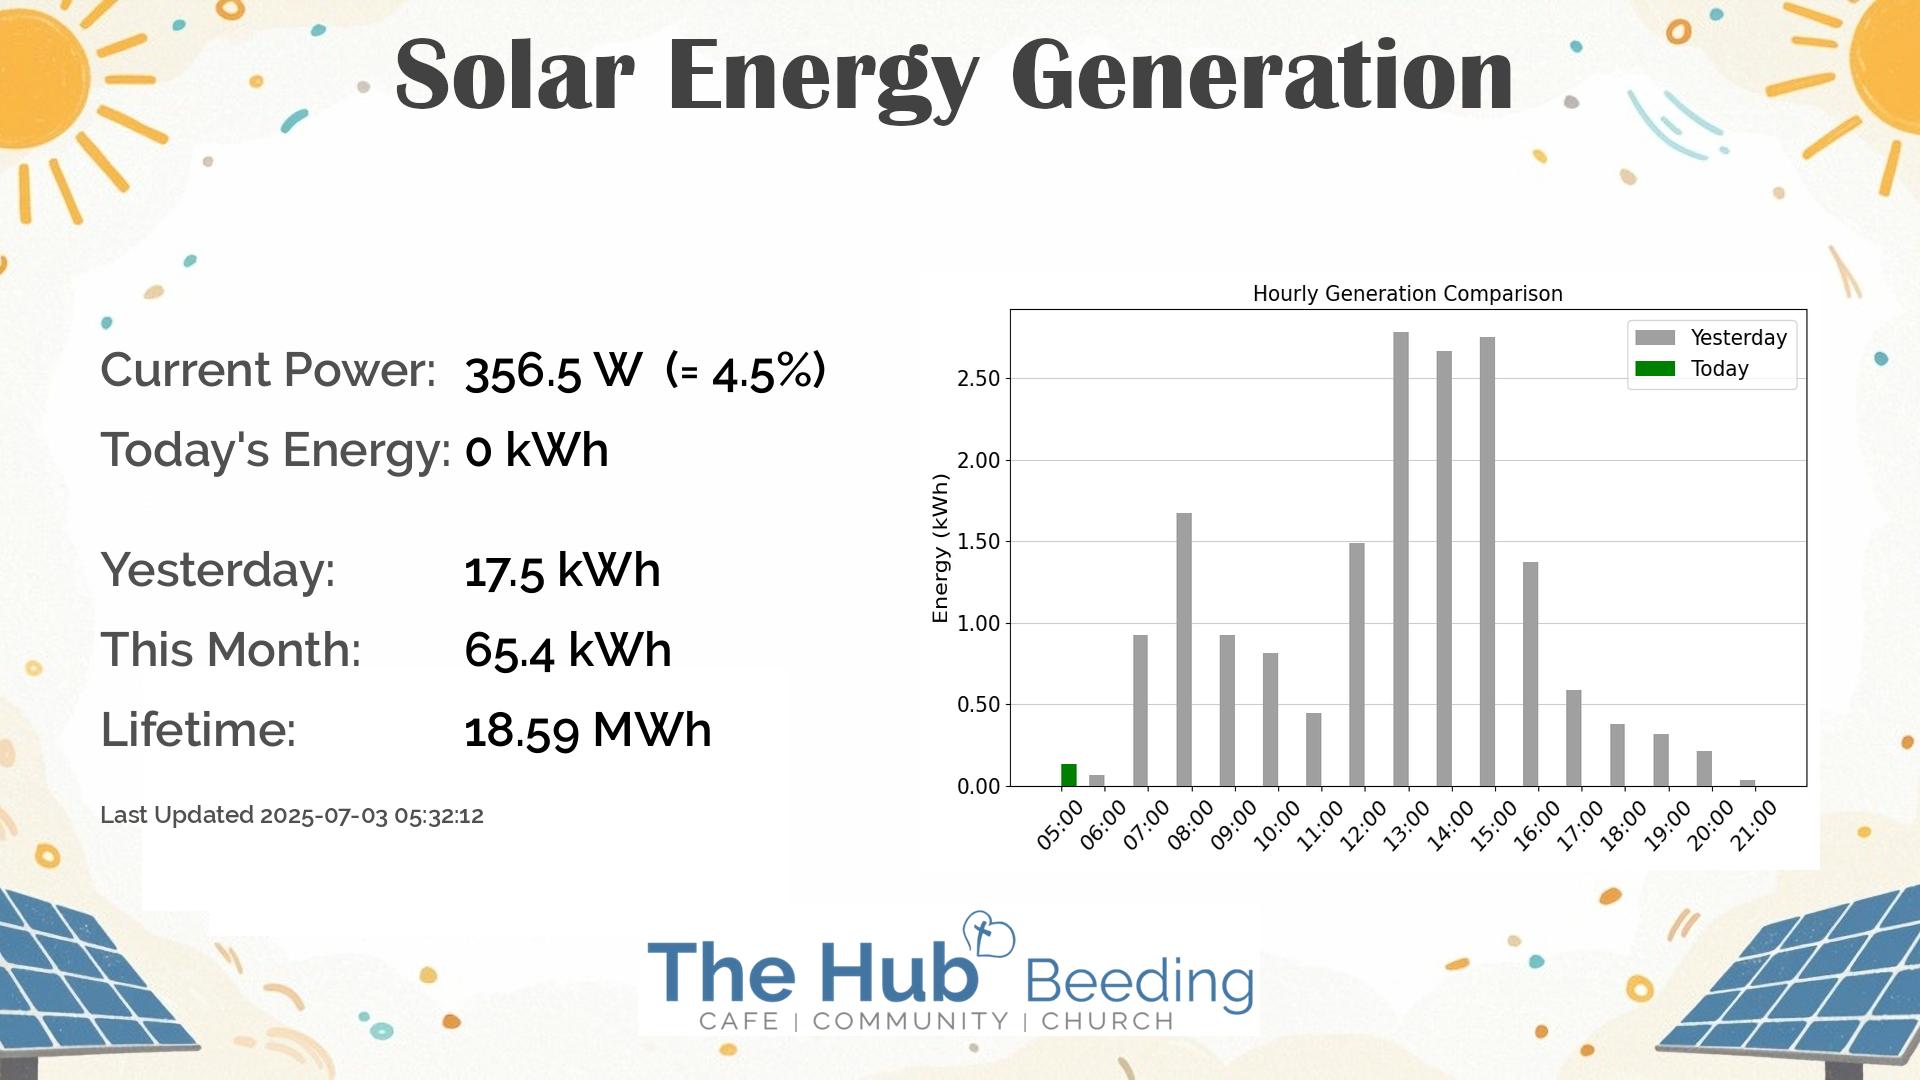 Solar Energy Generation
Current Power: 356.5 W (= 4.5%)
Today's Energy: 0 kWh
Yesterday: 17.5 kWh
This Month: 65.4 kWh
Lifetime: 18.59 MWh
Last Updated 2025-07-03 05:32:12
Hourly Generation Comparison
Yesterday
Today
Energy (kWh)
2.50
2.00
1.50
1.00
0.50
0.00
05:00 06:00 07:00 08:00 09:00 10:00 11:00 12:00 13:00 14:00 15:00 16:00 17:00 18:00 19:00 20:00 21:00
The Hub Beeding
CAFE | COMMUNITY | CHURCH